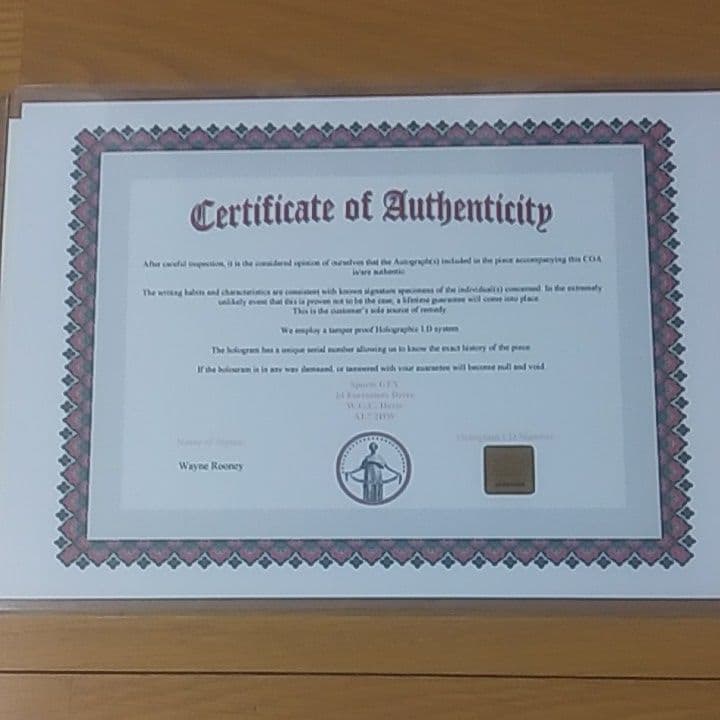 Certificate of Authenticity
After careful inspection, it is the considered opinion of ourselves that the Autograph(s) included in the piece accompanying this COA
is/are authentic
The writing habits and characteristics are consistent with known signature specimens of the individual(s) concerned. In the extremely
unlikely event that this is proven not to be the case, a lifetime guarantee will come into place
This is the customer's sole source of remedy
We employ a tamper proof Holographic I.D system
The hologram has a unique serial number allowing us to know the exact history of the piece
If the hologram is in any way damaged, or tampered with your guarantee will become null and void.
Name of Signee
Hologram I.D Number
Wayne Rooney